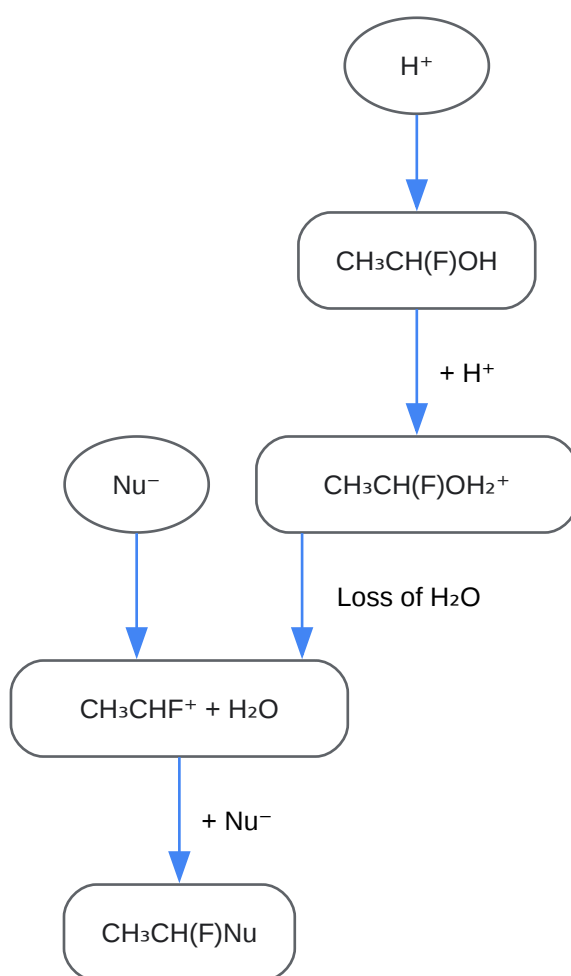 H⁺
CH₃CH(F)OH
+ H⁺
Nu⁻
CH₃CH(F)OH₂⁺
Loss of H₂O
CH₃CHF⁺ + H₂O
+ Nu⁻
CH₃CH(F)Nu